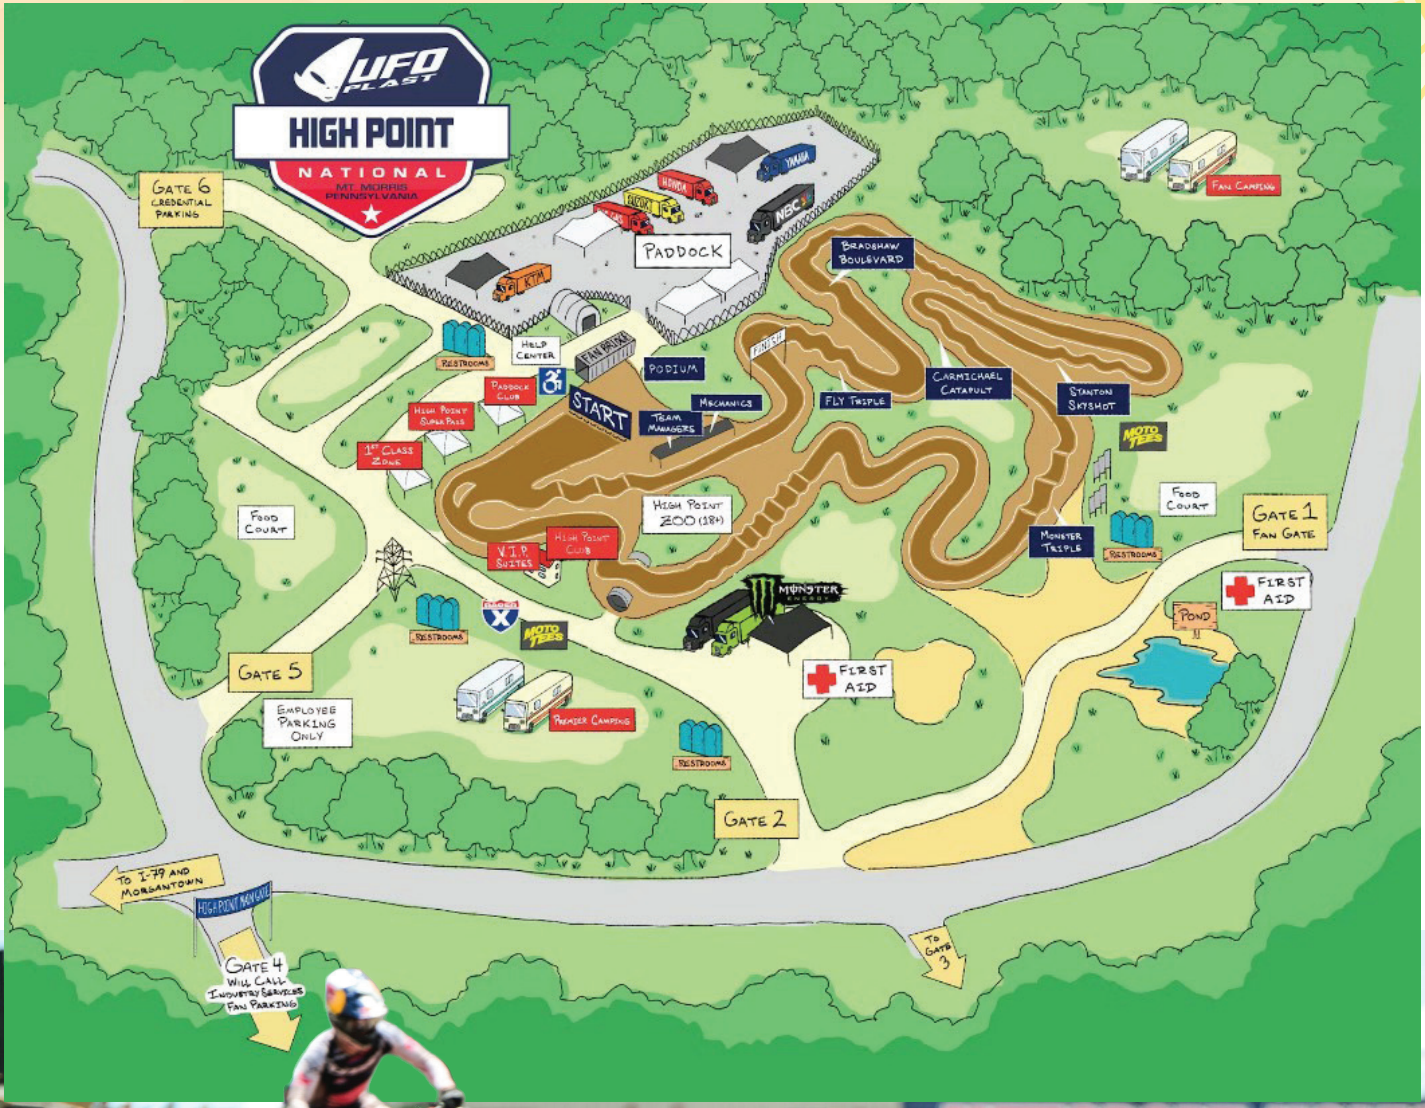 UFO
PLAST
HIGH POINT
NATIONAL
MT. MORRIS
PENNSYLVANIA
GATE 6
CREDENTIAL
PARKING
YAMAHA
HONDA
SUZUKI
GAS
NBC
PADDOCK
KTM
FAN CAMPING
BRADSHAW
BOULEVARD
RESTROOMS
HELP
CENTER
FAN BRIDGE
FINISH
PODIUM
PADDOCK
CLUB
START
MECHANICS
TEAM
MANAGERS
FLY TRIPLE
CARMICHAEL
CATAPULT
STANTON
SKYSHOT
HIGH POINT
SUPER PASS
1ST CLASS
ZONE
MOTO
TEES
FOOD
COURT
HIGH POINT
ZOO (18+)
FOOD
COURT
GATE 1
FAN GATE
MONSTER
TRIPLE
RESTROOMS
V.I.P.
SUITES
HIGH POINT
CLUB
FIRST
AID
MONSTER
ENERGY
X
RESTROOMS
MOTO
TEES
POND
GATE 5
FIRST
AID
EMPLOYEE
PARKING
ONLY
PREMIER CAMPING
RESTROOMS
GATE 2
TO I-79 AND
MORGANTOWN
HIGH POINT MAIN GATE
TO
GATE
3
GATE 4
WILL CALL
INDUSTRY SERVICES
FAN PARKING